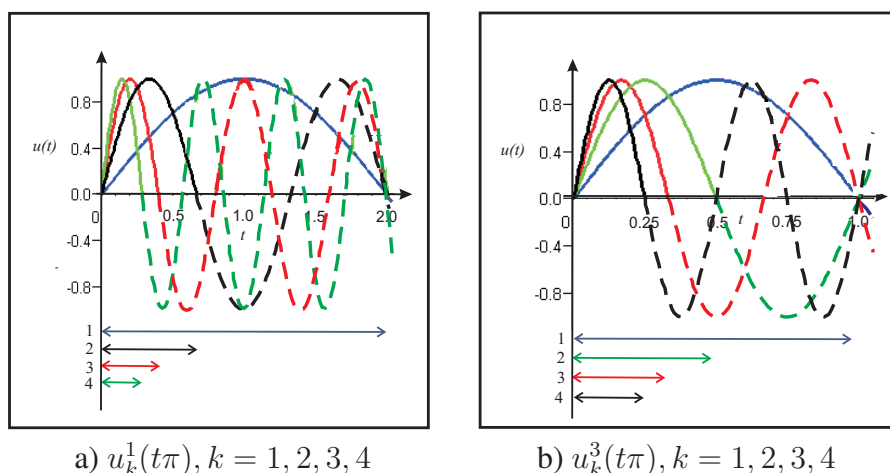 0.8
0.4
u(t)
0.0
0 0.5 1.0 1.5 2.0
t
-0.4
-0.8
1
2
3
4
a) $u_k^1(t\pi), k = 1, 2, 3, 4$
0.8
0.4
u(t)
0.0
0 0.25 0.5 0.75 1.0
t
-0.4
-0.8
1
2
3
4
b) $u_k^3(t\pi), k = 1, 2, 3, 4$